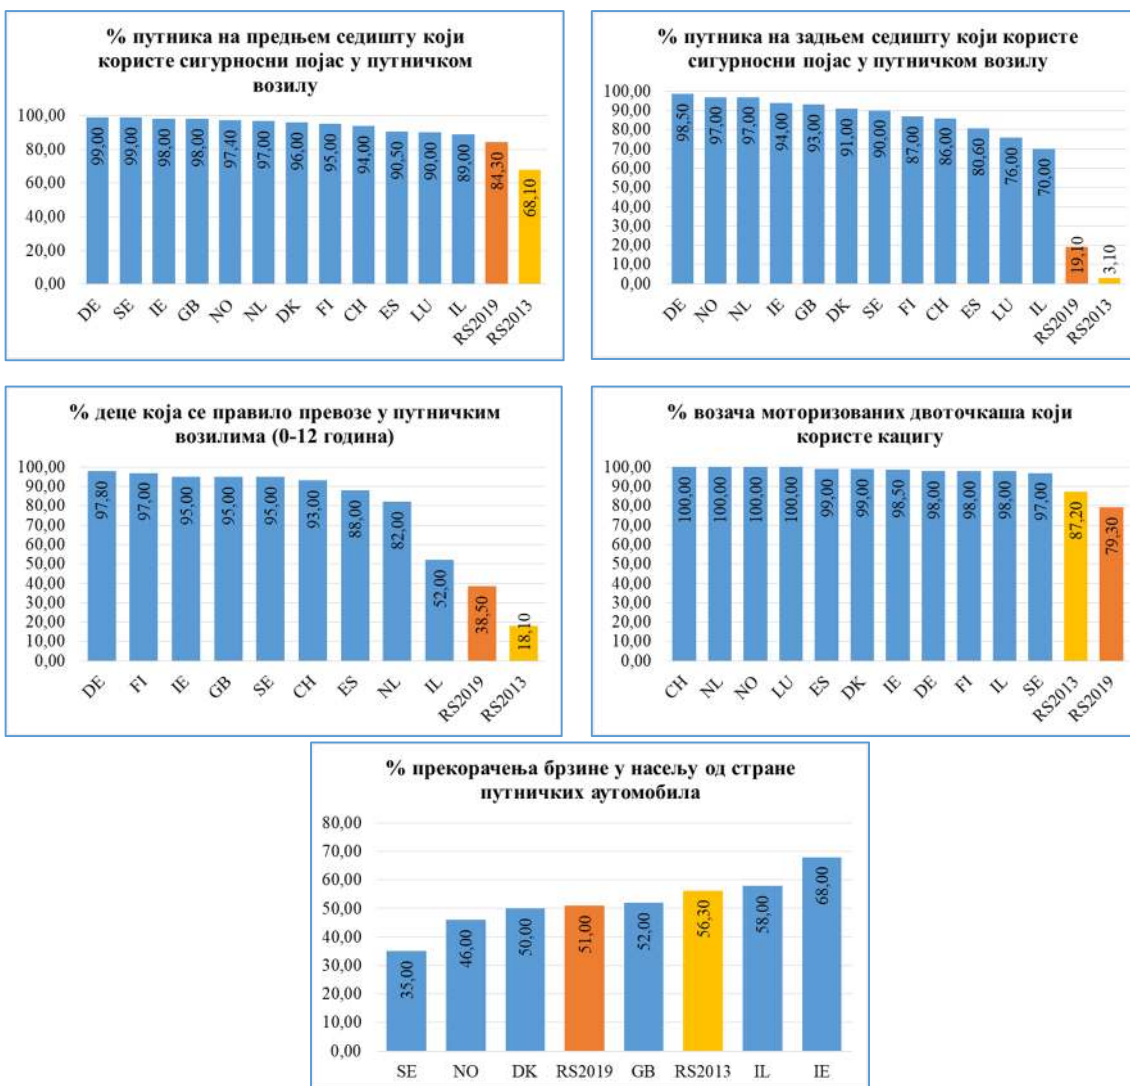 % путника на предњем седишту који
користе сигурносни појас у путничком
возилу
100,00
80,00
60,00
40,00
20,00
0,00
99,00
99,00
98,00
98,00
97,40
97,00
96,00
95,00
94,00
90,50
90,00
89,00
84,30
68,10
DE
SE
IE
GB
NO
NL
DK
FI
CH
ES
LU
IL
RS2019
RS2013
% путника на задњем седишту који користе
сигурносни појас у путничком возилу
100,00
90,00
80,00
70,00
60,00
50,00
40,00
30,00
20,00
10,00
0,00
98,50
97,00
97,00
94,00
93,00
91,00
90,00
87,00
86,00
80,60
76,00
70,00
19,10
3,10
DE
NO
NL
IE
GB
DK
SE
FI
CH
ES
LU
IL
RS2019
RS2013
% деце која се правило превозе у путничким
возилима (0-12 година)
100,00
90,00
80,00
70,00
60,00
50,00
40,00
30,00
20,00
10,00
0,00
97,80
97,00
95,00
95,00
95,00
93,00
88,00
82,00
52,00
38,50
18,10
DE
FI
IE
GB
SE
CH
ES
NL
IL
RS2019
RS2013
% возача моторизованих двоточкаша који
користе кацигу
100,00
90,00
80,00
70,00
60,00
50,00
40,00
30,00
20,00
10,00
0,00
100,00
100,00
100,00
100,00
99,00
99,00
98,50
98,00
98,00
98,00
97,00
87,20
79,30
CH
NL
NO
LU
ES
DK
IE
DE
FI
IL
SE
RS2013
RS2019
% прекорачења брзине у насељу од стране
путничких аутомобила
80,00
70,00
60,00
50,00
40,00
30,00
20,00
10,00
0,00
35,00
46,00
50,00
51,00
52,00
56,30
58,00
68,00
SE NO DK RS2019 GB RS2013 IL IE